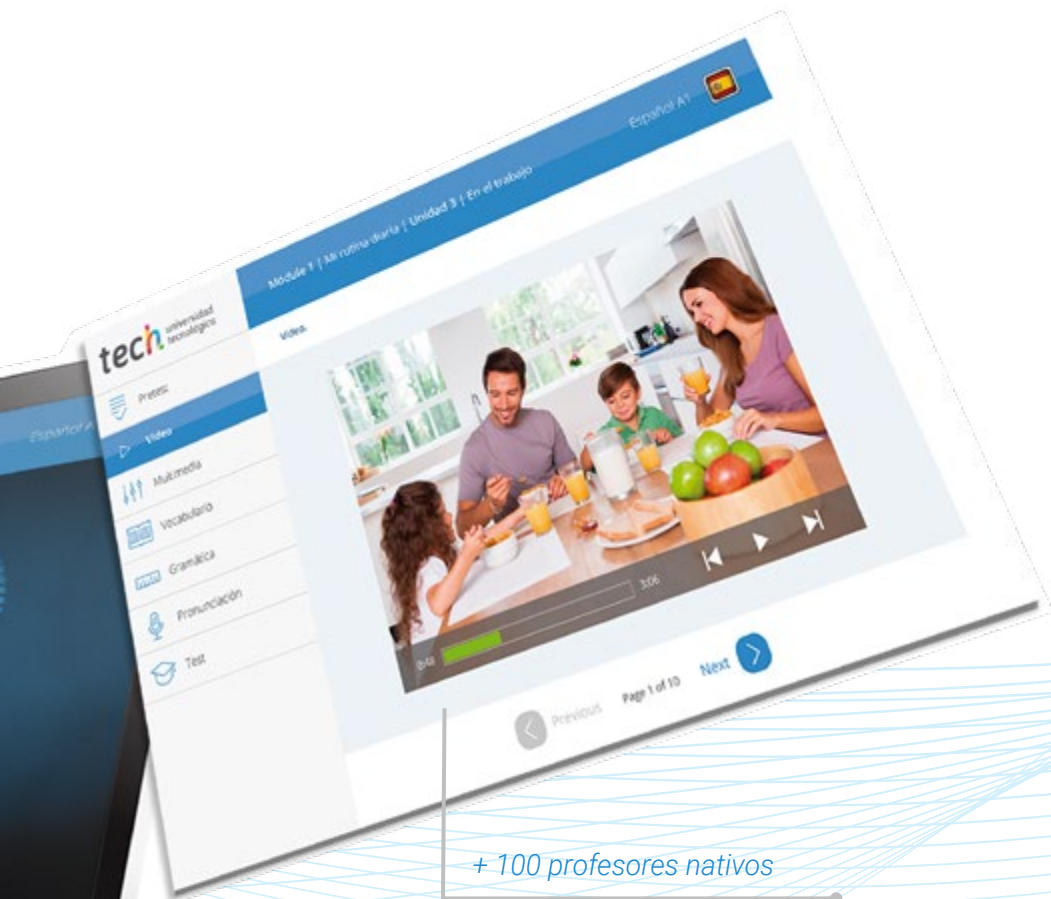 Español A1
Module 1 | Mi rutina diaria | Unidad 3 | En el trabajo
tech universidad
tecnológica
Video
Pretest
Video
Multimedia
Vocabulario
Gramática
Pronunciación
Test
Español A
0:48
3:06
Previous
Page 1 of 10
Next
+ 100 profesores nativos